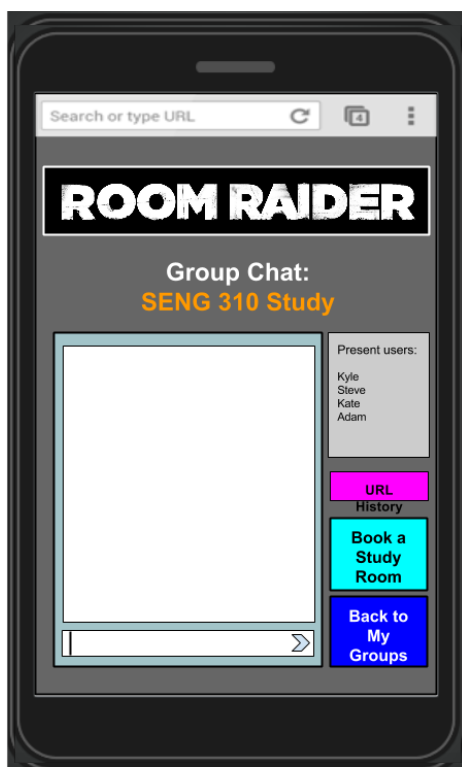 Search or type URL
4
ROOM RAIDER
Group Chat:
SENG 310 Study
Present users:
Kyle
Steve
Kate
Adam
URL
History
Book a
Study
Room
Back to
My
Groups